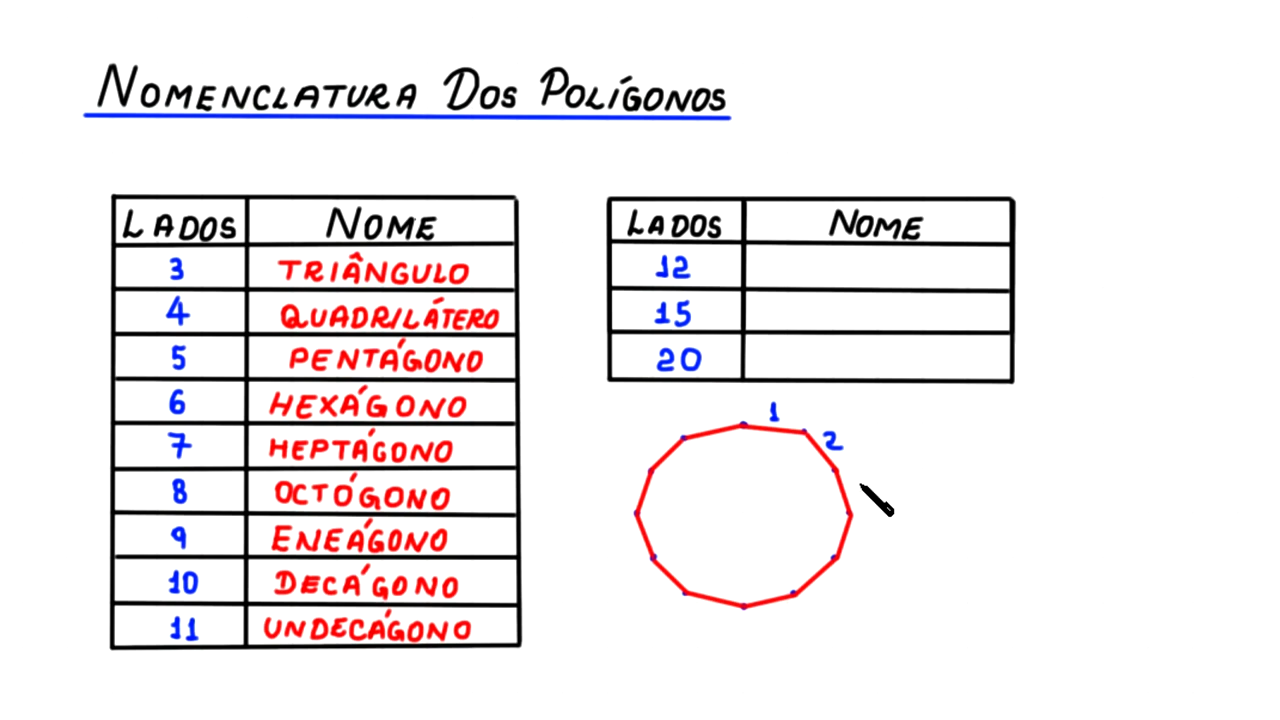 NOMENCLATURA DOS POLÍGONOS
LADOS NOME
3 TRIÂNGULO
4 QUADRILÁTERO
5 PENTÁGONO
6 HEXÁGONO
7 HEPTÁGONO
8 OCTÓGONO
9 ENEÁGONO
10 DECÁGONO
11 UNDECÁGONO
LADOS NOME
12
15
20
1
2